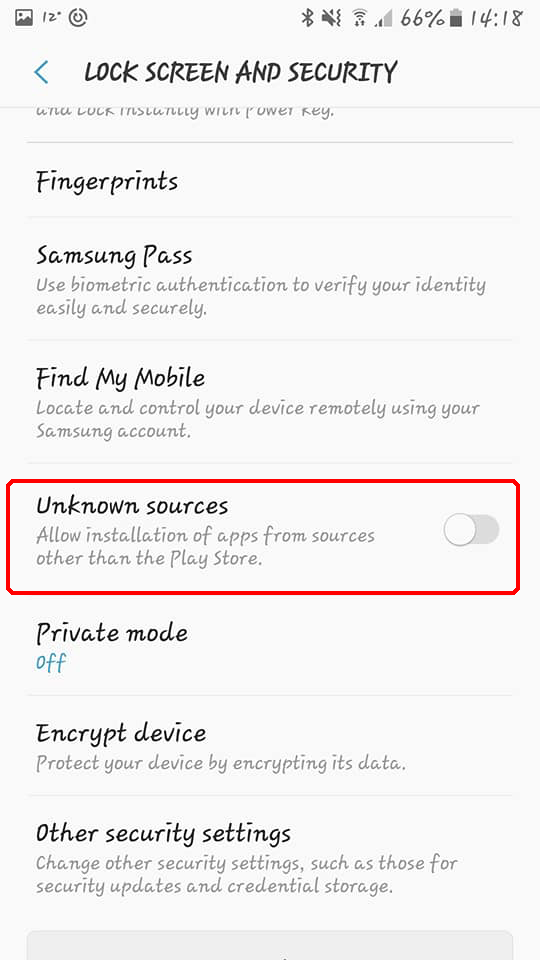 12° 66% 14:18
LOCK SCREEN AND SECURITY
and Lock instantly with Power key.
Fingerprints
Samsung Pass
Use biometric authentication to verify your identity
easily and securely.
Find My Mobile
Locate and control your device remotely using your
Samsung account.
Unknown sources
Allow installation of apps from sources
other than the Play Store.
Private mode
Off
Encrypt device
Protect your device by encrypting its data.
Other security settings
Change other security settings, such as those for
security updates and credential storage.